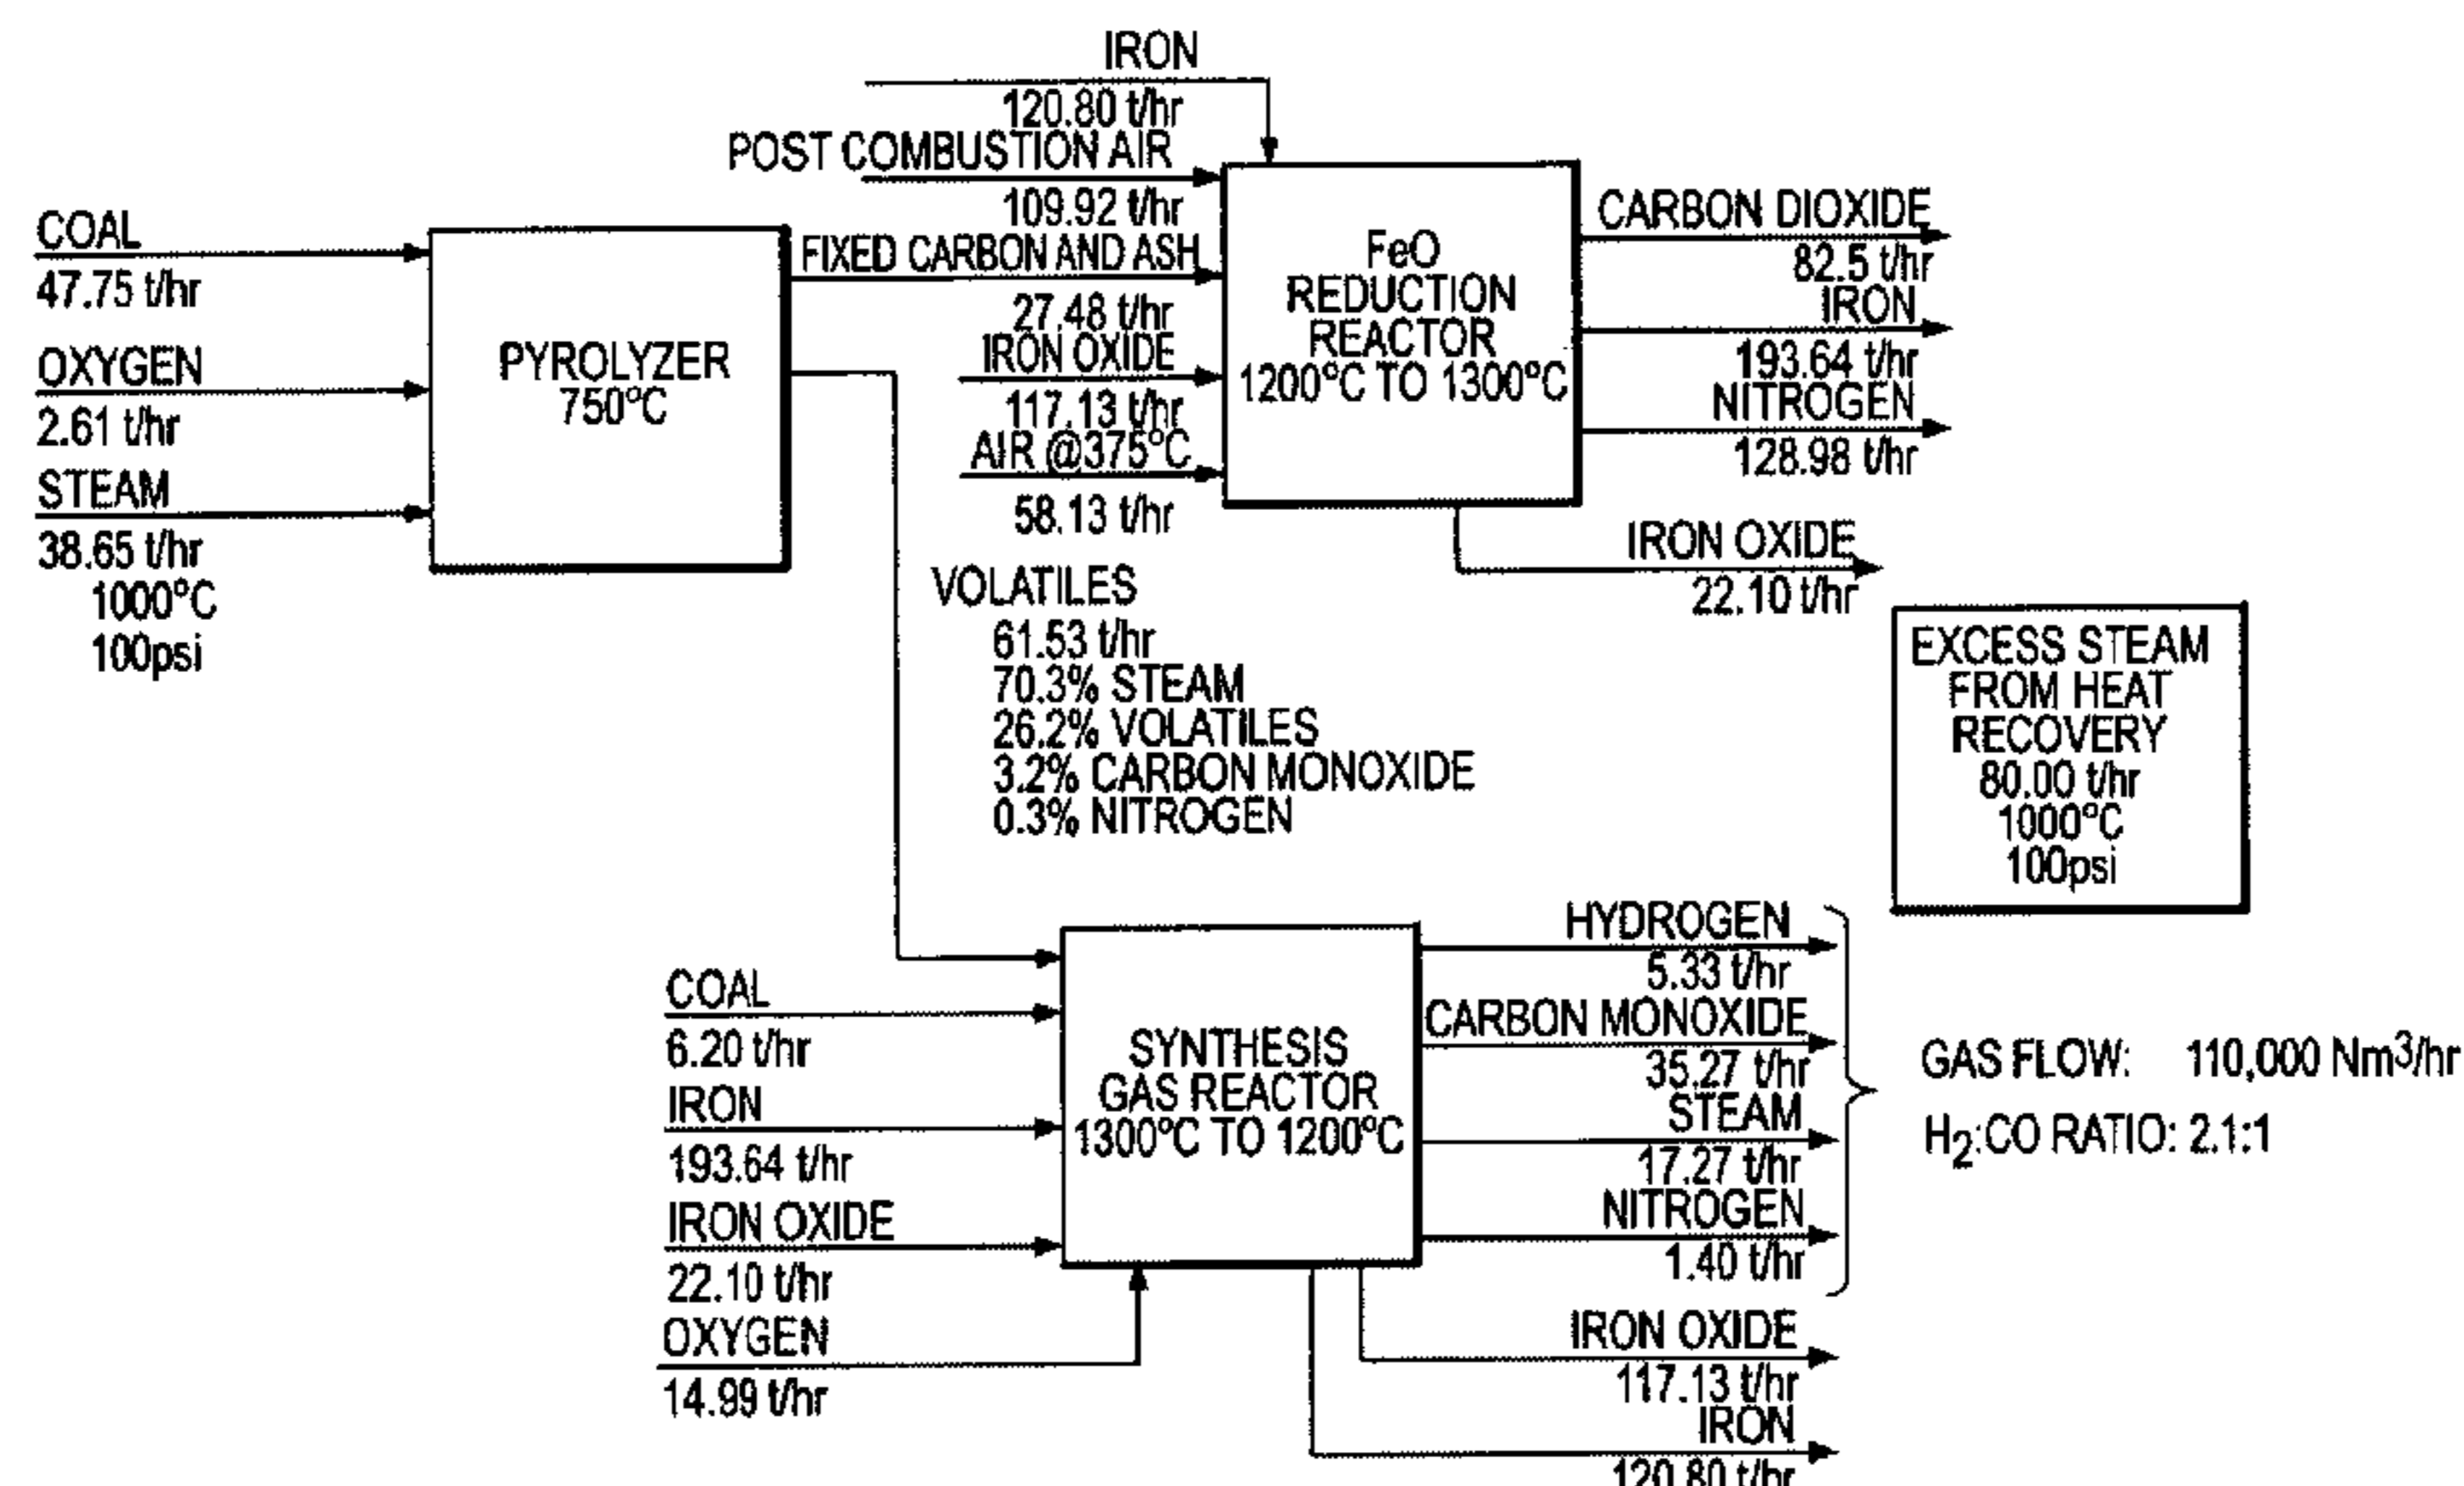 IRON
120.80 t/hr
POST COMBUSTION AIR
109.92 t/hr
COAL
47.75 t/hr
OXYGEN
2.61 t/hr
STEAM
38.65 t/hr
1000°C
100psi
PYROLYZER
750°C
FIXED CARBON AND ASH
27.48 t/hr
IRON OXIDE
117.13 t/hr
AIR @375°C
58.13 t/hr
FeO
REDUCTION
REACTOR
1200°C TO 1300°C
CARBON DIOXIDE
82.5 t/hr
IRON
193.64 t/hr
NITROGEN
128.98 t/hr
IRON OXIDE
22.10 t/hr
VOLATILES
61.53 t/hr
70.3% STEAM
26.2% VOLATILES
3.2% CARBON MONOXIDE
0.3% NITROGEN
EXCESS STEAM
FROM HEAT
RECOVERY
80.00 t/hr
1000°C
100psi
COAL
6.20 t/hr
IRON
193.64 t/hr
IRON OXIDE
22.10 t/hr
OXYGEN
14.99 t/hr
SYNTHESIS
GAS REACTOR
1300°C TO 1200°C
HYDROGEN
5.33 t/hr
CARBON MONOXIDE
35.27 t/hr
STEAM
17.27 t/hr
NITROGEN
1.40 t/hr
GAS FLOW: 110,000 Nm³/hr
H₂:CO RATIO: 2.1:1
IRON OXIDE
117.13 t/hr
IRON
120.80 t/hr